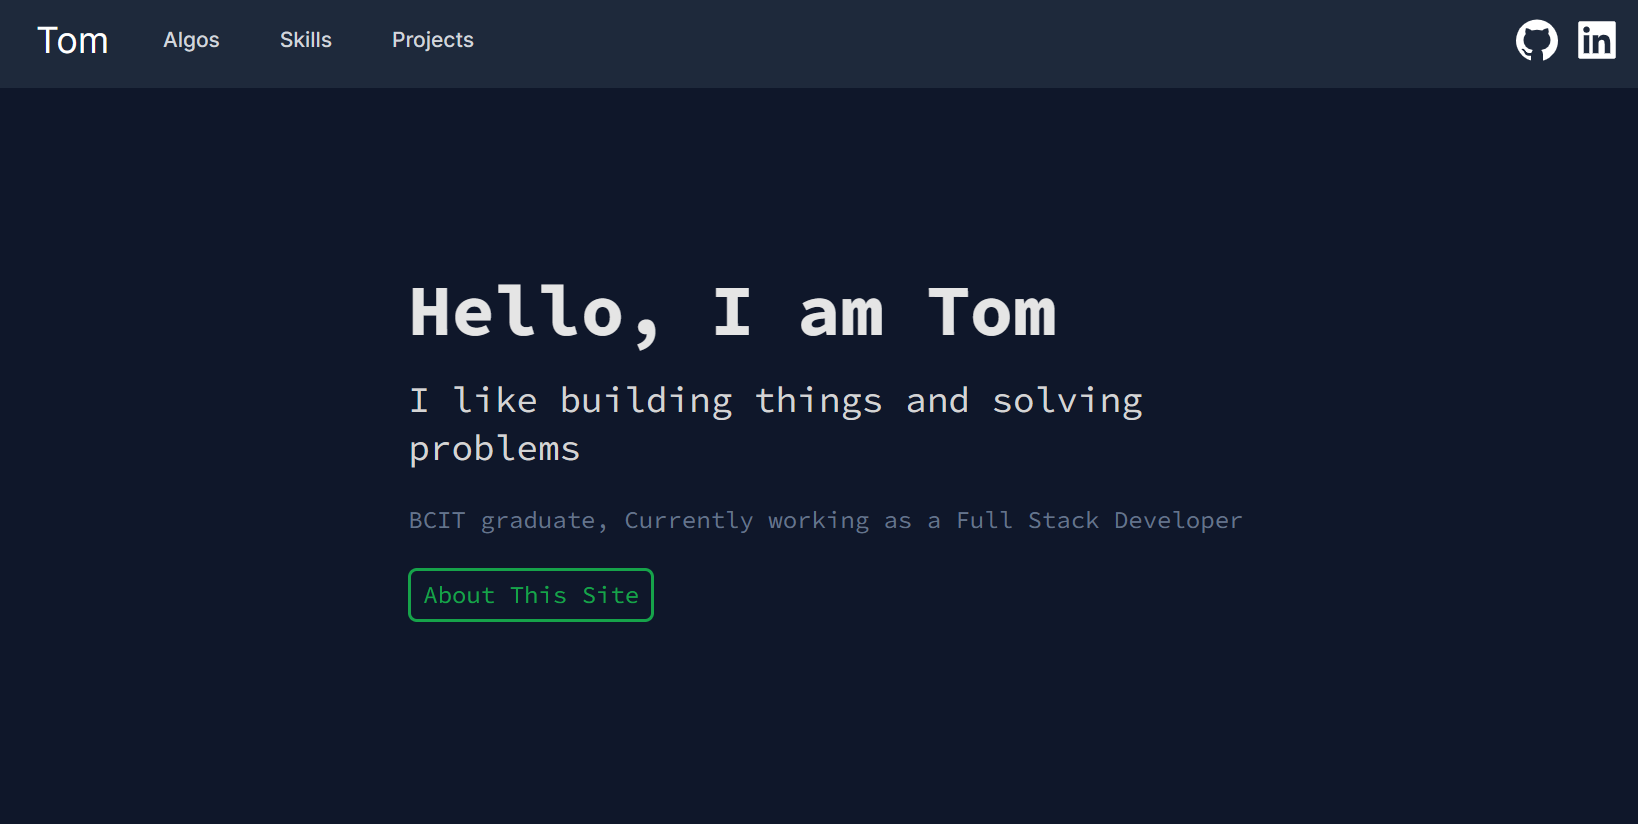 Tom
Algos
Skills
Projects
in
Hello, I am Tom
I like building things and solving
problems
BCIT graduate, Currently working as a Full Stack Developer
About This Site